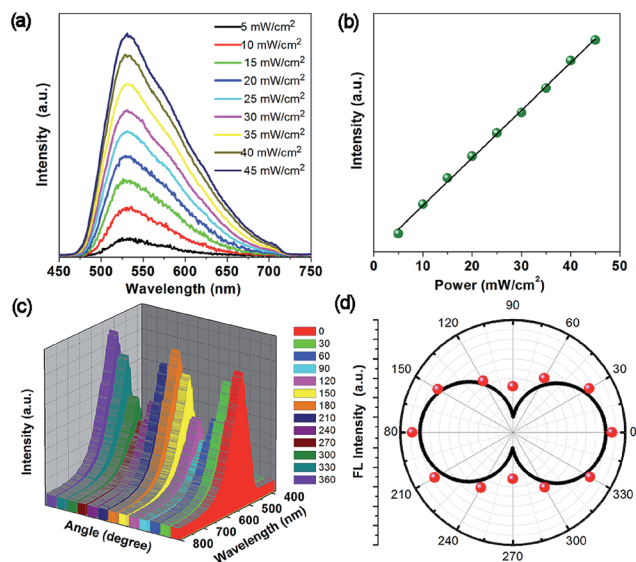 (a)
Intensity (a.u.)
5 mW/cm²
10 mW/cm²
15 mW/cm²
20 mW/cm²
25 mW/cm²
30 mW/cm²
35 mW/cm²
40 mW/cm²
45 mW/cm²
450 500 550 600 650 700 750
Wavelength (nm)
(b)
Intensity (a.u.)
0 10 20 30 40 50
Power (mW/cm²)
(c)
Intensity (a.u.)
0
30
60
90
120
150
180
210
240
270
300
330
360
400
500
600
700
800
Angle (degree)
Wavelength (nm)
(d)
FL Intensity (a.u.)
90
120 60
150 30
80 0
210 330
240 300
270